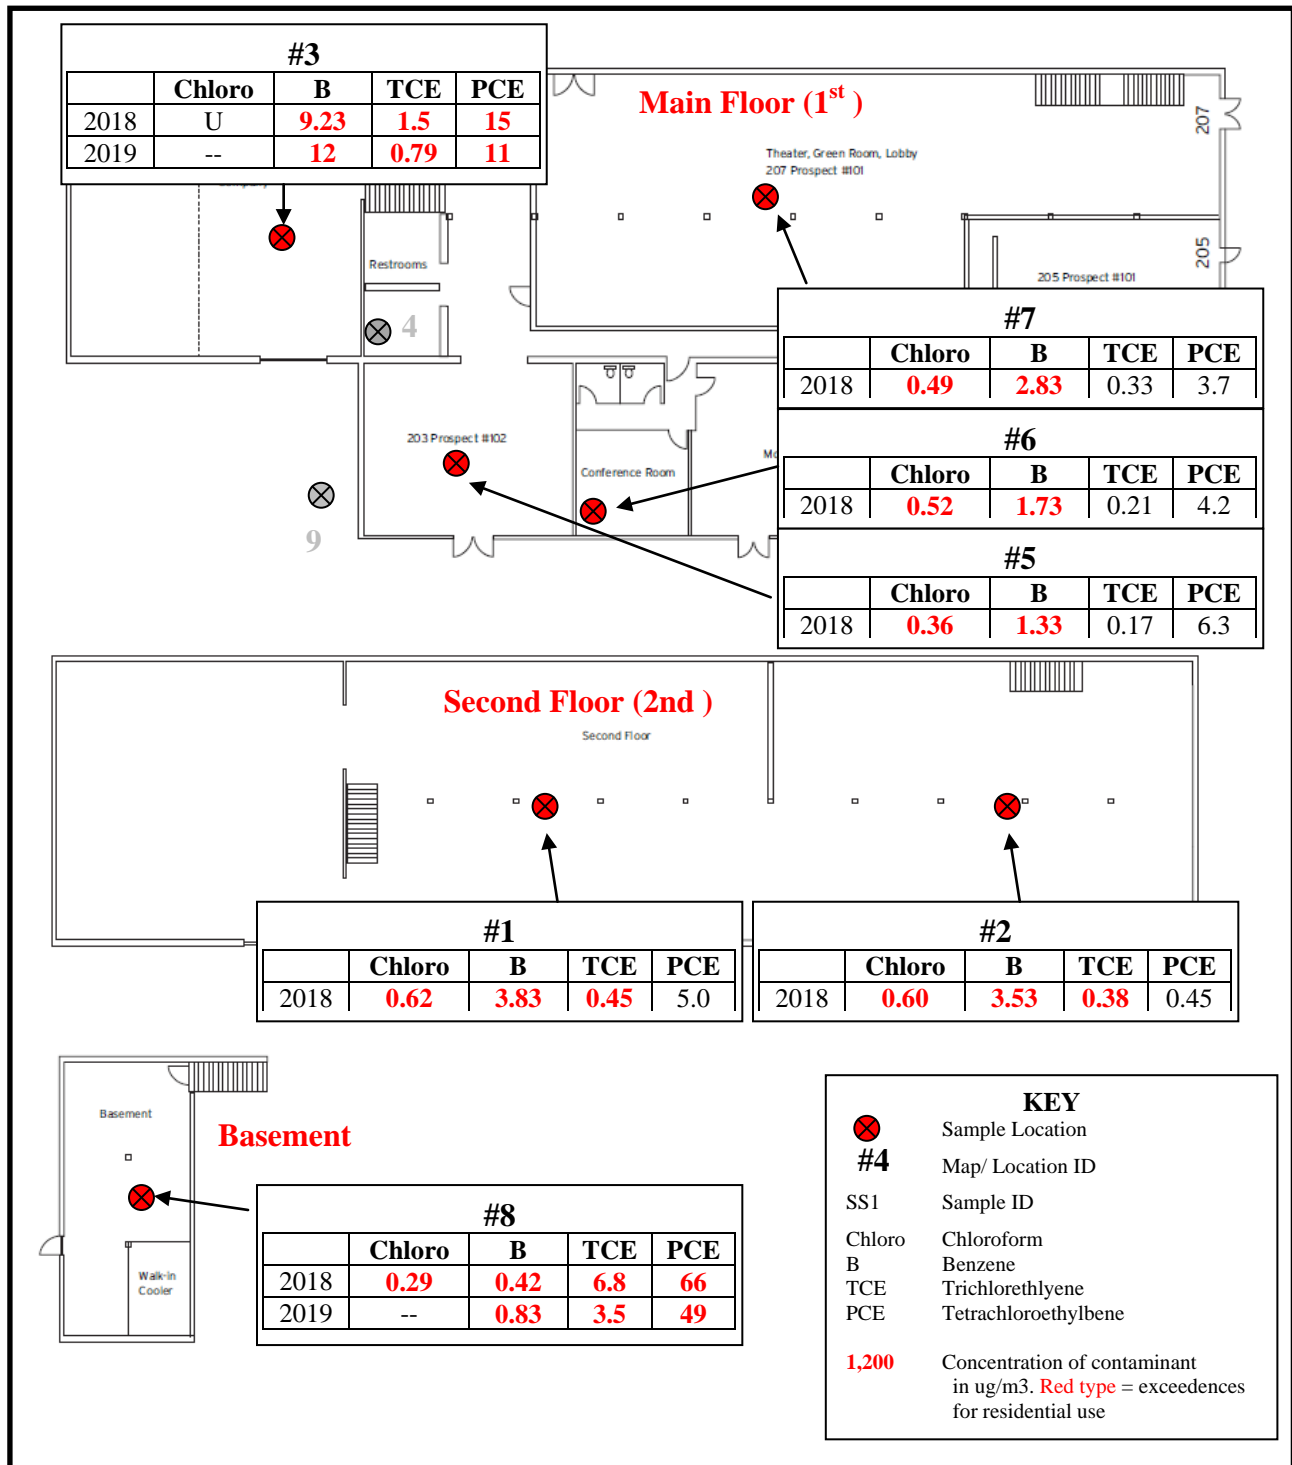 #3
Chloro B TCE PCE
2018 U 9.23 1.5 15
2019 -- 12 0.79 11
Main Floor (1st )
207
Theater, Green Room, Lobby
207 Prospect #101
Restrooms
4
205
205 Prospect #101
#7
Chloro B TCE PCE
2018 0.49 2.83 0.33 3.7
203 Prospect #102
Conference Room
Mo
#6
Chloro B TCE PCE
2018 0.52 1.73 0.21 4.2
9
#5
Chloro B TCE PCE
2018 0.36 1.33 0.17 6.3
Second Floor (2nd )
Second Floor
#1
Chloro B TCE PCE
2018 0.62 3.83 0.45 5.0
#2
Chloro B TCE PCE
2018 0.60 3.53 0.38 0.45
Basement
Basement
Walk-in
Cooler
#8
Chloro B TCE PCE
2018 0.29 0.42 6.8 66
2019 -- 0.83 3.5 49
KEY
Sample Location
#4 Map/ Location ID
SS1 Sample ID
Chloro Chloroform
B Benzene
TCE Trichlorethlyene
PCE Tetrachloroethylbene
1,200 Concentration of contaminant
in ug/m3. Red type = exceedences
for residential use